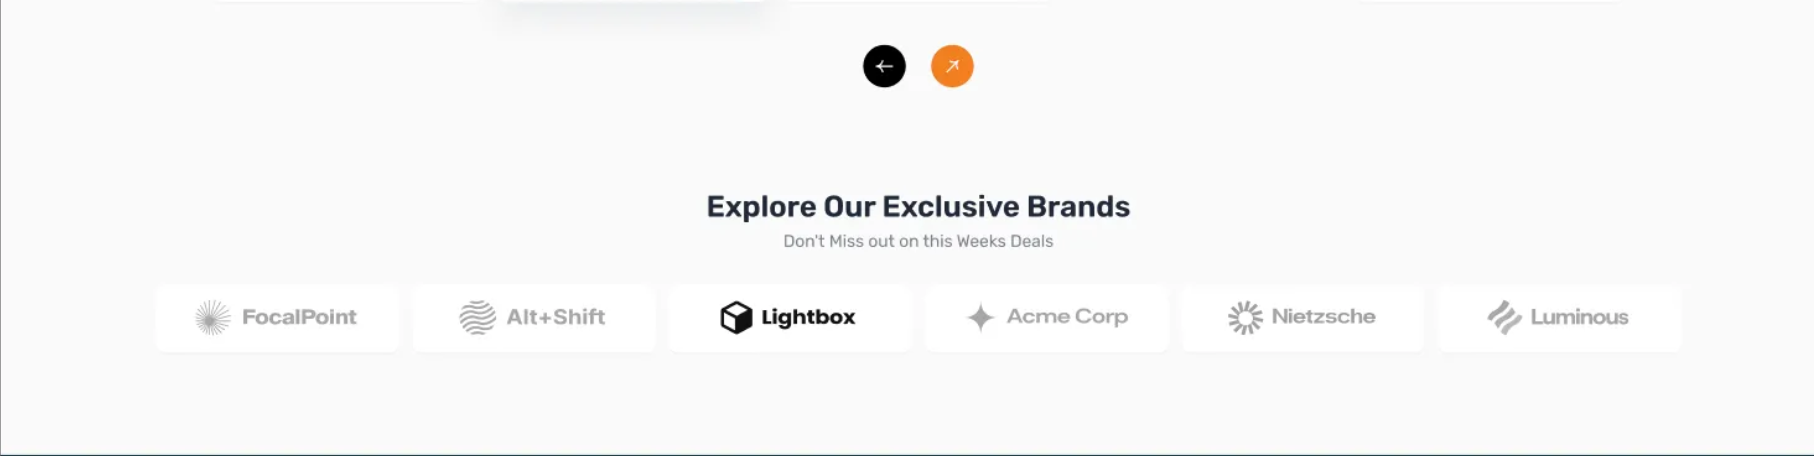 Explore Our Exclusive Brands
Don't Miss out on this Weeks Deals
FocalPoint Alt+Shift Lightbox Acme Corp Nietzsche Luminous